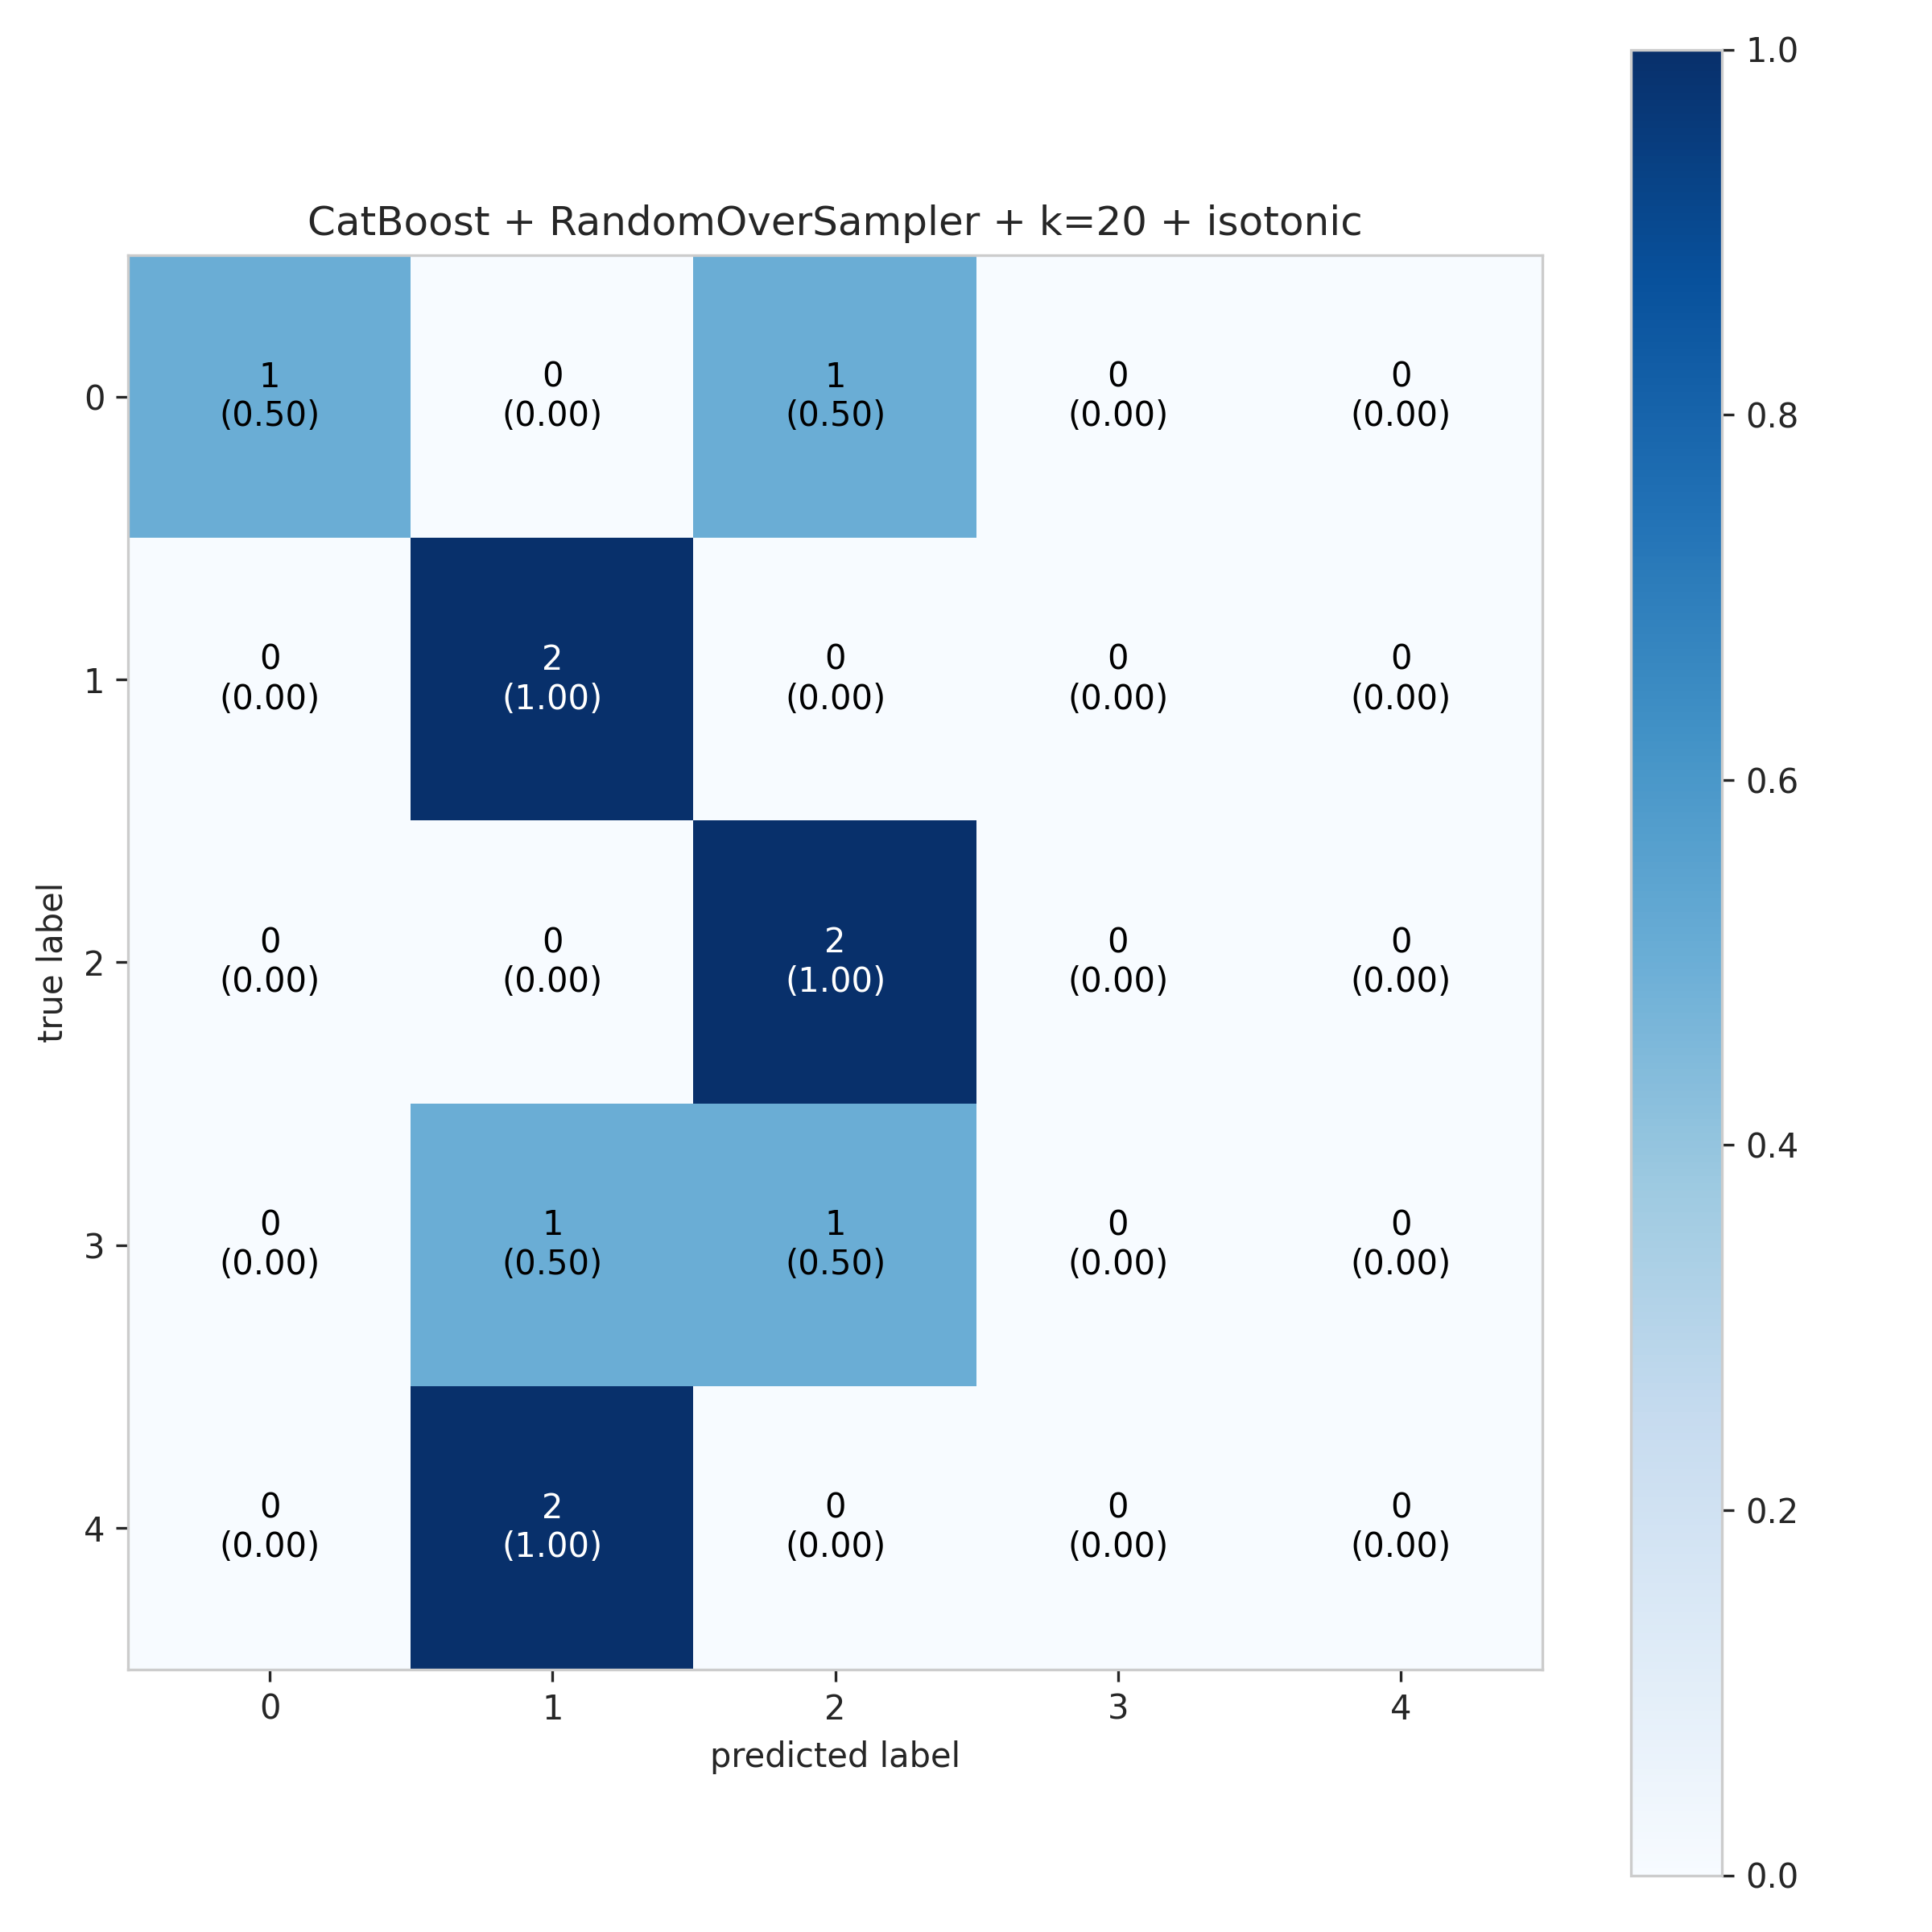 CatBoost + RandomOverSampler + k=20 + isotonic
1 0 1 0 0
(0.50) (0.00) (0.50) (0.00) (0.00)
0
0 2 0 0 0
(0.00) (1.00) (0.00) (0.00) (0.00)
1
0 0 2 0 0
(0.00) (0.00) (1.00) (0.00) (0.00)
2
0 1 1 0 0
(0.00) (0.50) (0.50) (0.00) (0.00)
3
0 2 0 0 0
(0.00) (1.00) (0.00) (0.00) (0.00)
4
true label
0 1 2 3 4
predicted label
1.0
0.8
0.6
0.4
0.2
0.0